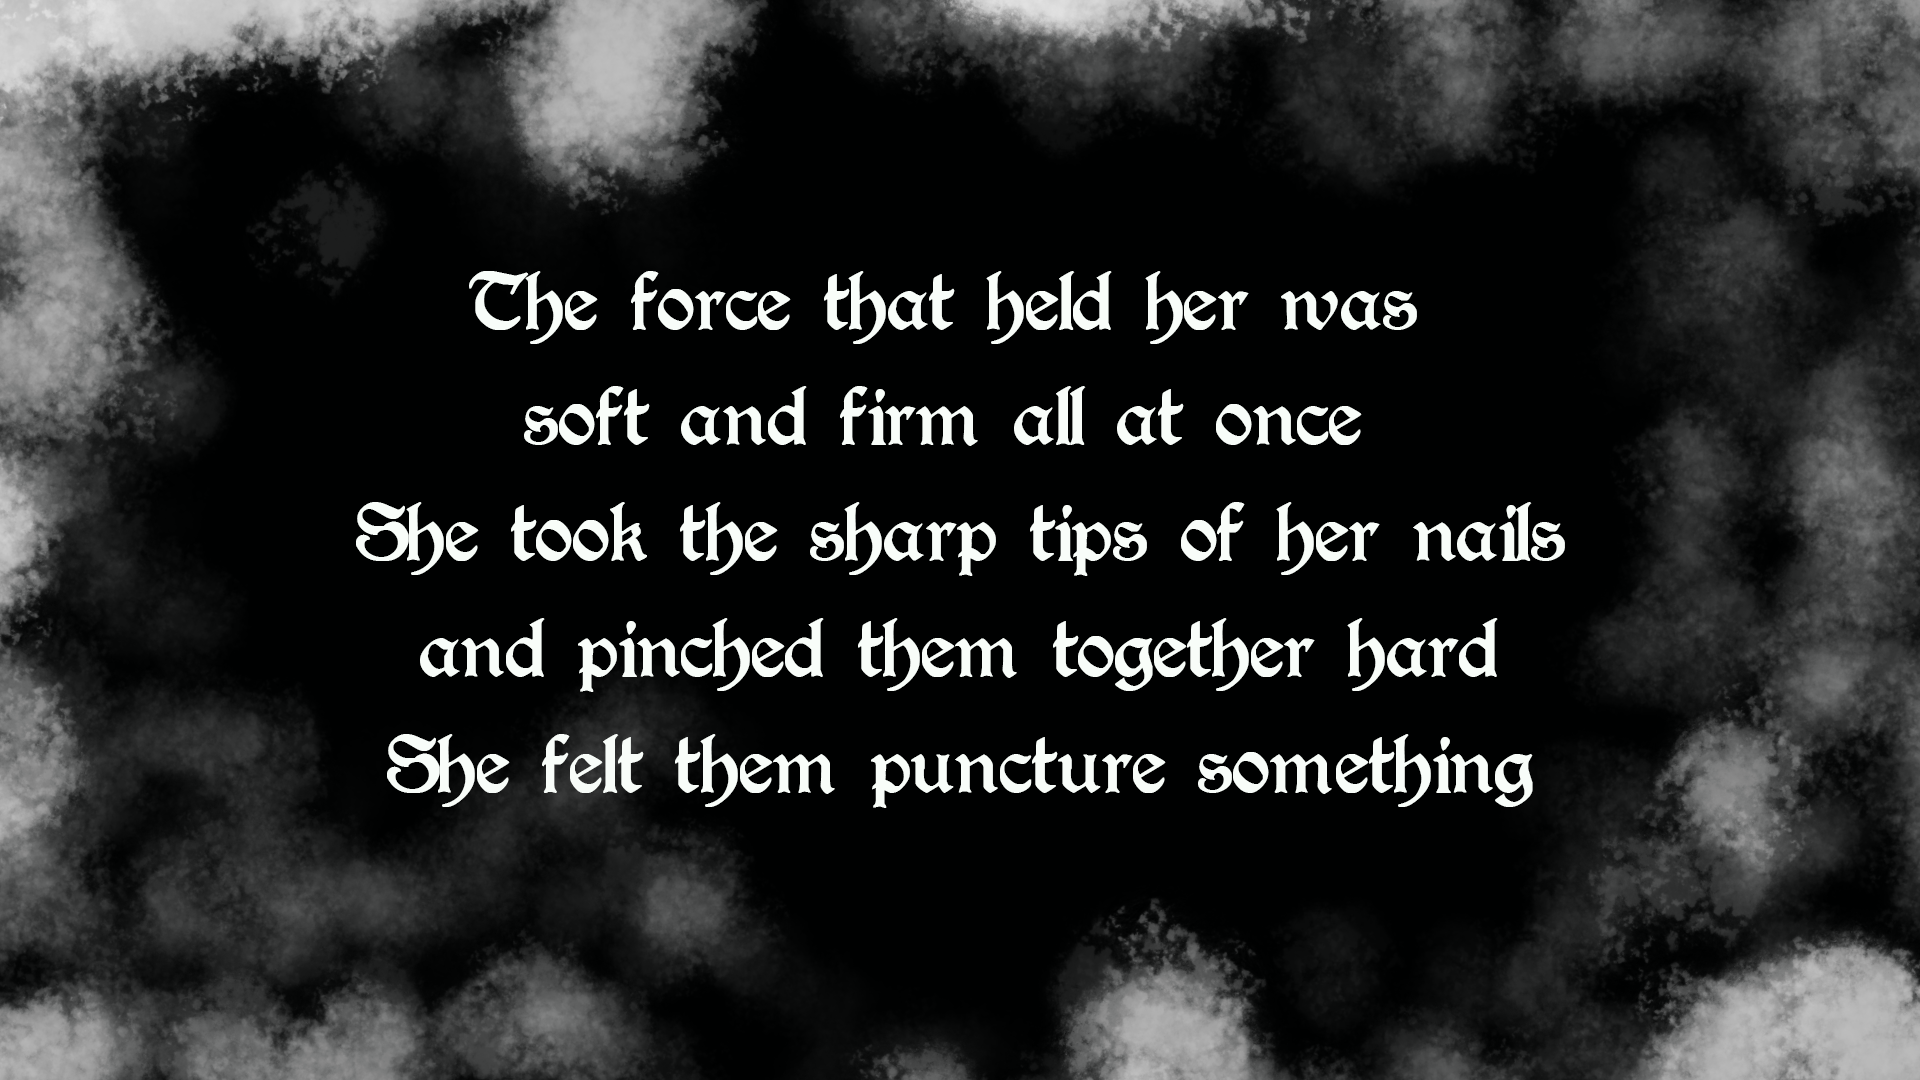 The force that held her was
soft and firm all at once
She took the sharp tips of her nails
and pinched them together hard
She felt them puncture something